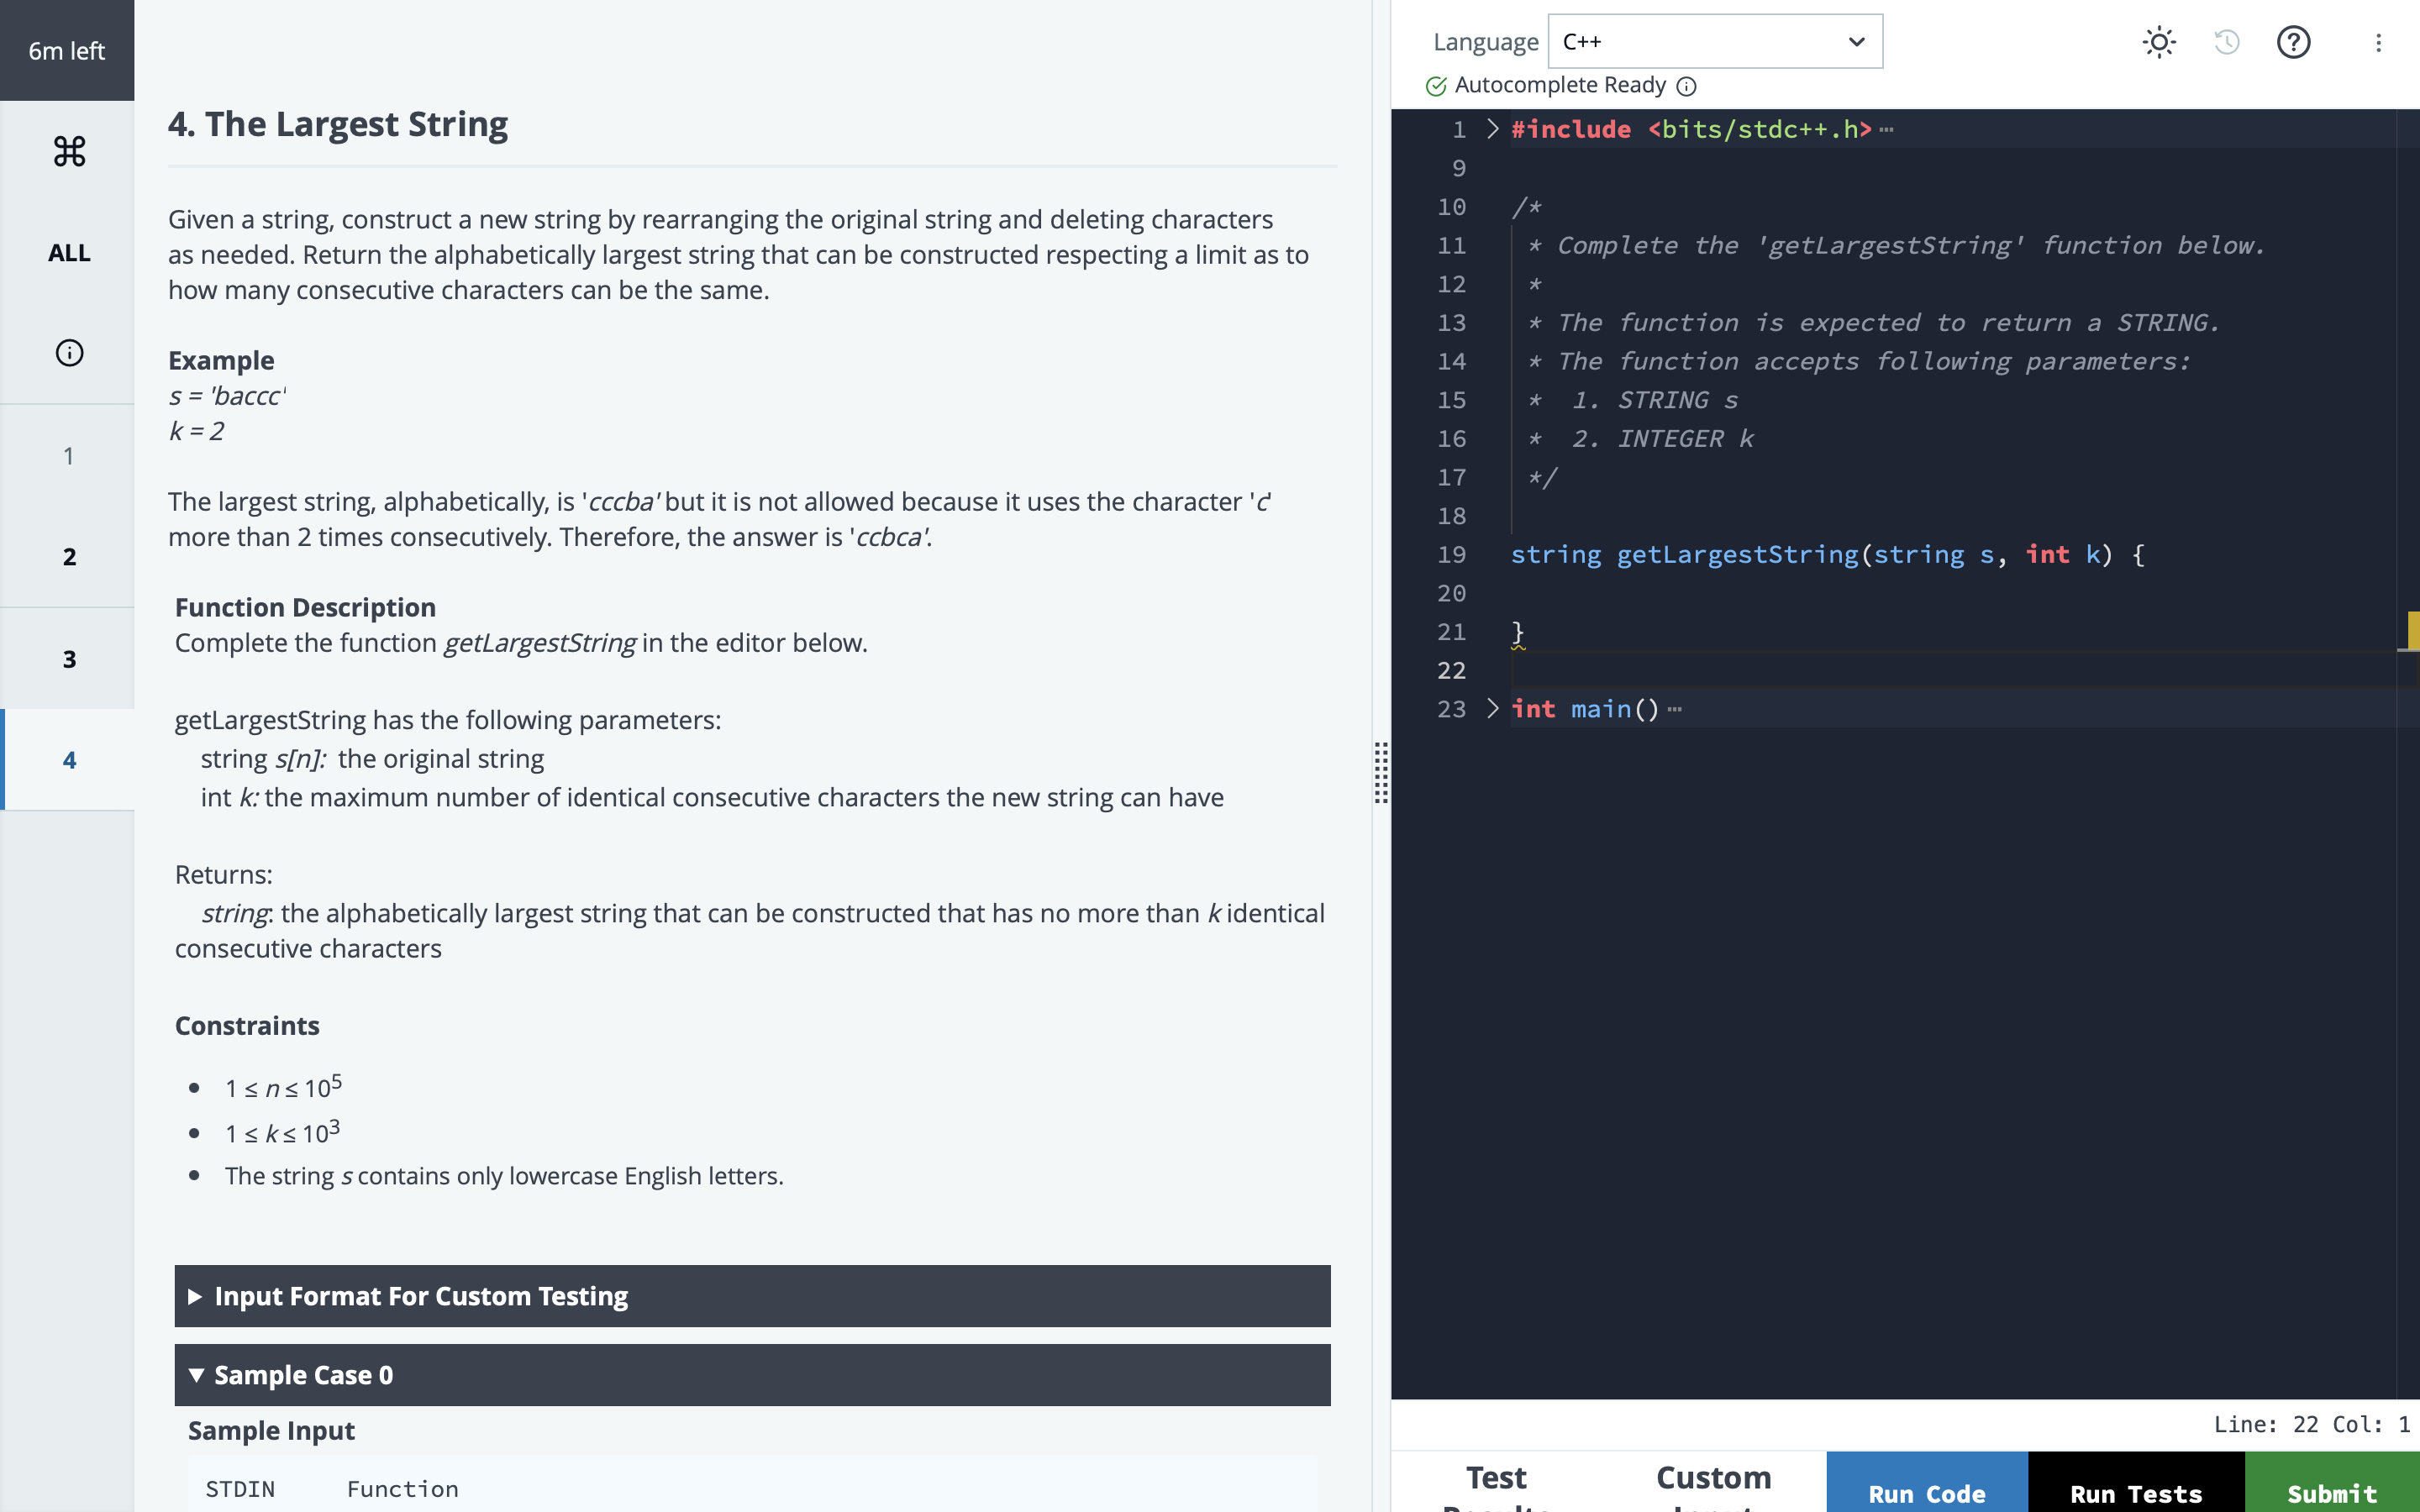 6m left
ALL
1
2
3
4
4. The Largest String
Given a string, construct a new string by rearranging the original string and deleting characters
as needed. Return the alphabetically largest string that can be constructed respecting a limit as to
how many consecutive characters can be the same.
Example
s = 'baccc'
k = 2
The largest string, alphabetically, is 'cccba' but it is not allowed because it uses the character 'c'
more than 2 times consecutively. Therefore, the answer is 'ccbca'.
Function Description
Complete the function getLargestString in the editor below.
getLargestString has the following parameters:
string s[n]: the original string
int k: the maximum number of identical consecutive characters the new string can have
Returns:
string: the alphabetically largest string that can be constructed that has no more than k identical
consecutive characters
Constraints
• 1 ≤ n ≤ 10⁵
• 1 ≤ k ≤ 10³
• The string s contains only lowercase English letters.
▶ Input Format For Custom Testing
▼ Sample Case 0
Sample Input
STDIN Function
Language C++
Autocomplete Ready
1 #include <bits/stdc++.h>
9
10 /*
11 * Complete the 'getLargestString' function below.
12 *
13 * The function is expected to return a STRING.
14 * The function accepts following parameters:
15 * 1. STRING s
16 * 2. INTEGER k
17 */
18
19 string getLargestString(string s, int k) {
20
21 }
22
23 int main()
Line: 22 Col: 1
Test Custom Run Code Run Tests Submit